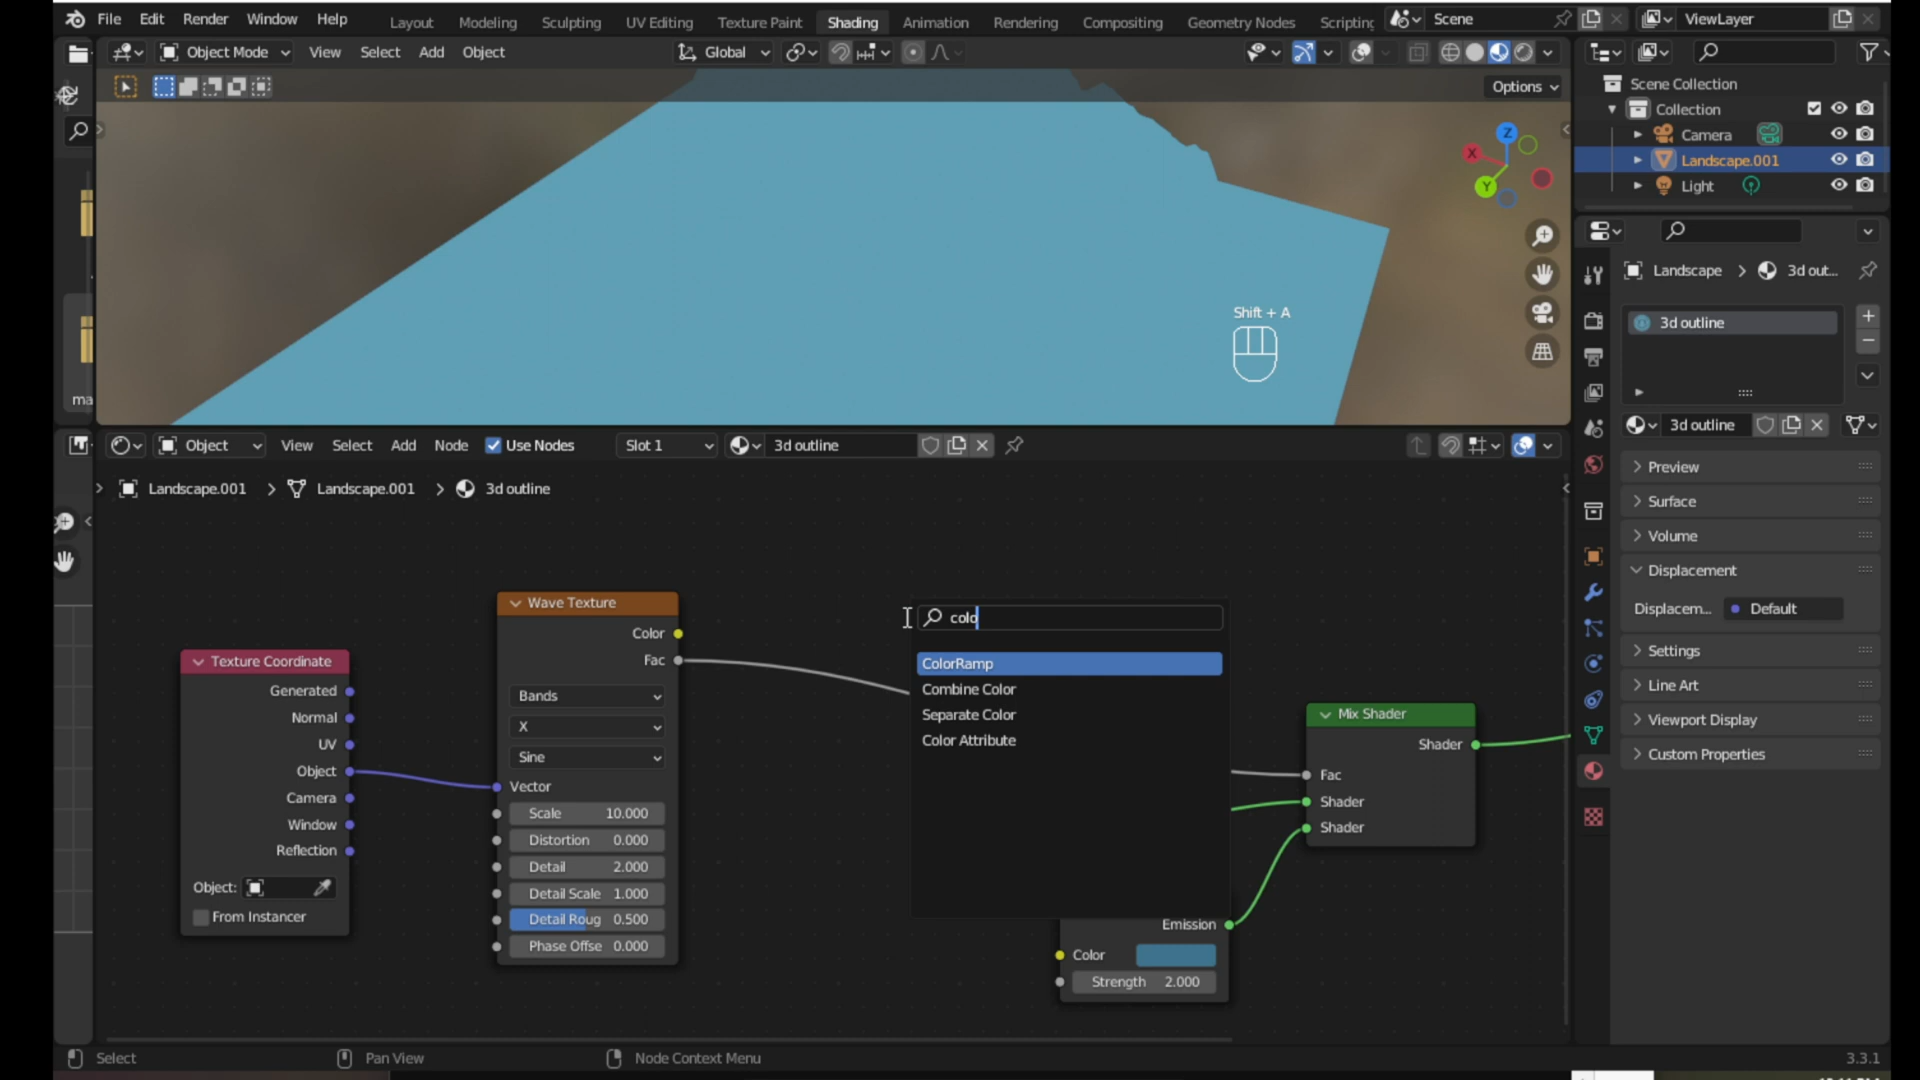 File Edit Render Window Help
Layout Modeling Sculpting UV Editing Texture Paint Shading Animation Rendering Compositing Geometry Nodes Scripting
Scene
ViewLayer
Object Mode View Select Add Object
Global
Options
Scene Collection
Collection
Camera
Landscape.001
Light
Z
X
Y
Shift + A
Landscape > 3d out...
3d outline
3d outline
Preview
Surface
Volume
Displacement
Displacem... Default
Settings
Line Art
Viewport Display
Custom Properties
ma
Object View Select Add Node Use Nodes Slot 1 3d outline
Landscape.001 > Landscape.001 > 3d outline
Texture Coordinate
Generated
Normal
UV
Object
Camera
Window
Reflection
Object:
From Instancer
Wave Texture
Color
Fac
Bands
X
Sine
Vector
Scale 10.000
Distortion 0.000
Detail 2.000
Detail Scale 1.000
Detail Roug 0.500
Phase Offse 0.000
colo
ColorRamp
Combine Color
Separate Color
Color Attribute
Emission
Color
Strength 2.000
Mix Shader
Shader
Fac
Shader
Shader
Select Pan View Node Context Menu 3.3.1